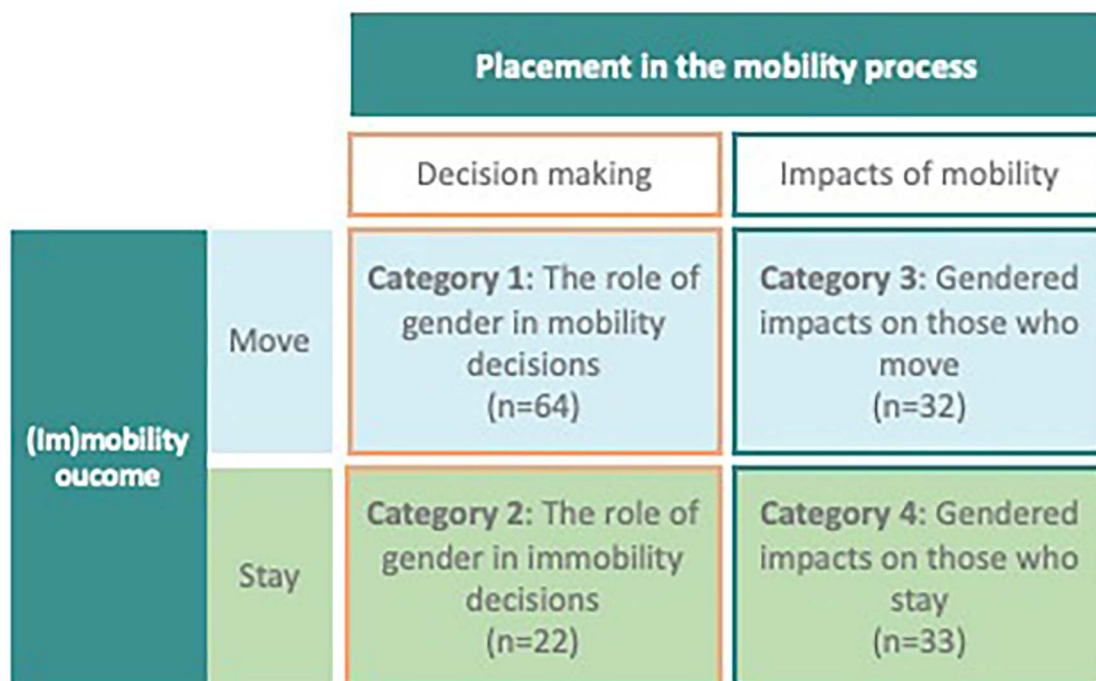 Placement in the mobility process
Decision making
Impacts of mobility
(Im)mobility
oucome
Move
Category 1: The role of
gender in mobility
decisions
(n=64)
Category 3: Gendered
impacts on those who
move
(n=32)
Stay
Category 2: The role of
gender in immobility
decisions
(n=22)
Category 4: Gendered
impacts on those who
stay
(n=33)